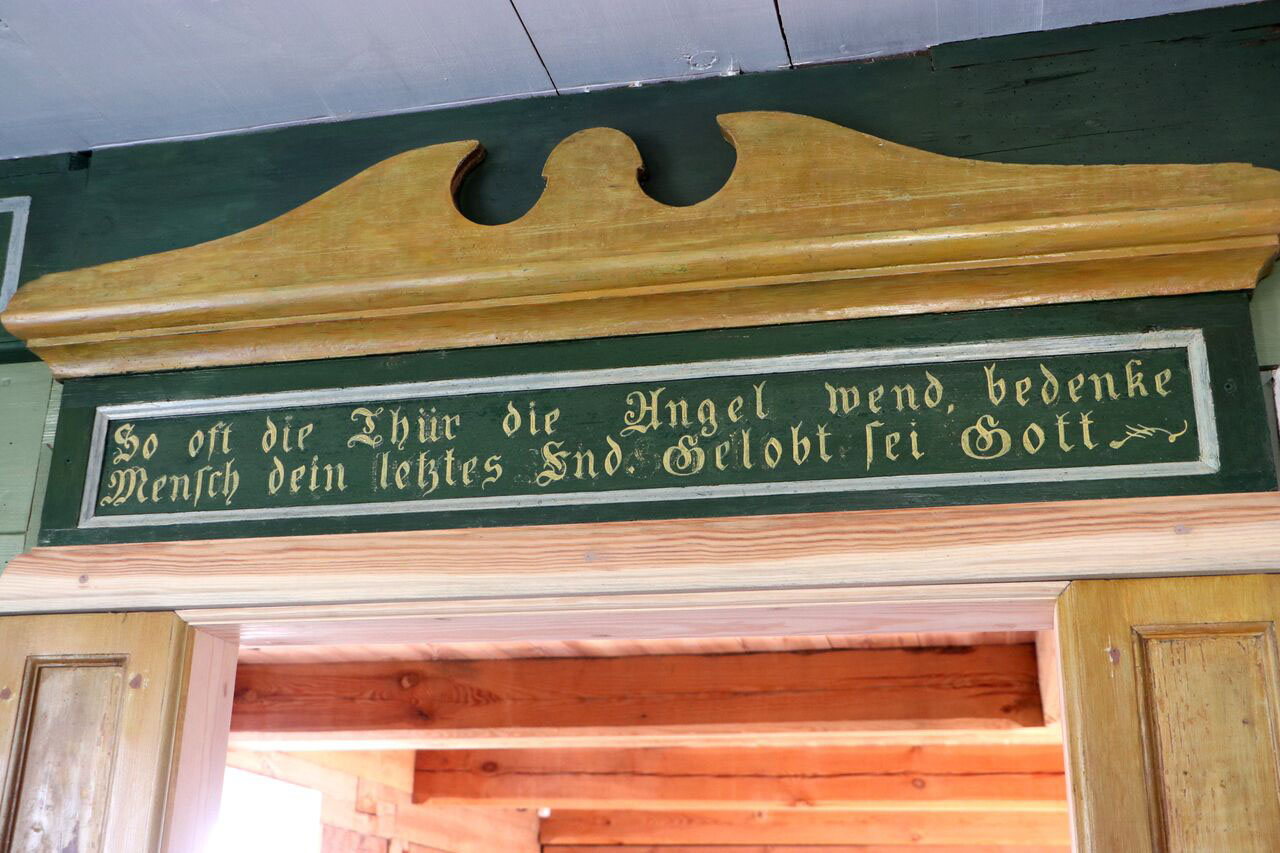 So oft die Thür die Angel wend, bedenke
Mensch dein letztes End. Gelobt sei Gott